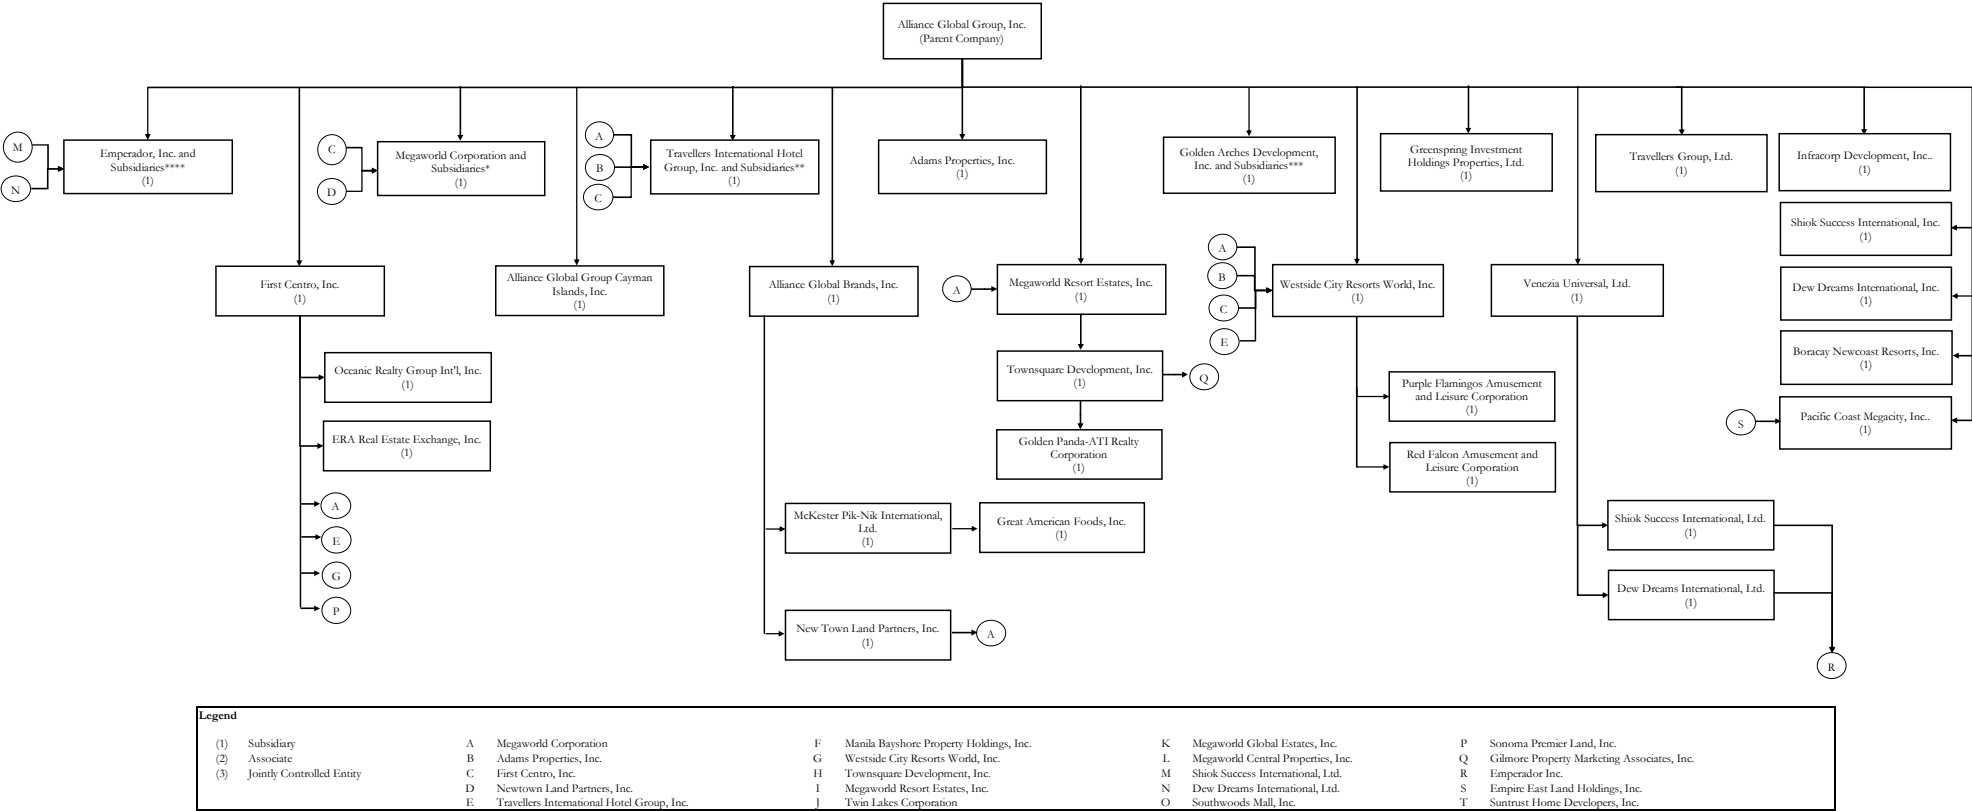 Alliance Global Group, Inc.
(Parent Company)
M
N
Emperador, Inc. and
Subsidiaries****
(1)
C
D
Megaworld Corporation and
Subsidiaries*
(1)
A
B
C
Travellers International Hotel
Group, Inc. and Subsidiaries**
(1)
Adams Properties, Inc.
(1)
Golden Arches Development,
Inc. and Subsidiaries***
(1)
Greenspring Investment
Holdings Properties, Ltd.
(1)
Travellers Group, Ltd.
(1)
Infracorp Development, Inc..
(1)
Shiok Success International, Inc.
(1)
Dew Dreams International, Inc.
(1)
Boracay Newcoast Resorts, Inc.
(1)
S
Pacific Coast Megacity, Inc..
(1)
First Centro, Inc.
(1)
Alliance Global Group Cayman
Islands, Inc.
(1)
Alliance Global Brands, Inc.
(1)
A
Megaworld Resort Estates, Inc.
(1)
A
B
C
E
Westside City Resorts World, Inc.
(1)
Venezia Universal, Ltd.
(1)
Oceanic Realty Group Int'l, Inc.
(1)
ERA Real Estate Exchange, Inc.
(1)
A
E
G
P
Townsquare Development, Inc.
(1)
Q
Golden Panda-ATI Realty
Corporation
(1)
Purple Flamingos Amusement
and Leisure Corporation
(1)
Red Falcon Amusement and
Leisure Corporation
(1)
McKester Pik-Nik International,
Ltd.
(1)
Great American Foods, Inc.
(1)
New Town Land Partners, Inc.
(1)
A
Shiok Success International, Ltd.
(1)
Dew Dreams International, Ltd.
(1)
R
Legend
(1) Subsidiary
(2) Associate
(3) Jointly Controlled Entity
A Megaworld Corporation
B Adams Properties, Inc.
C First Centro, Inc.
D Newtown Land Partners, Inc.
E Travellers International Hotel Group, Inc.
F Manila Bayshore Property Holdings, Inc.
G Westside City Resorts World, Inc.
H Townsquare Development, Inc.
I Megaworld Resort Estates, Inc.
J Twin Lakes Corporation
K Megaworld Global Estates, Inc.
L Megaworld Central Properties, Inc.
M Shiok Success International, Ltd.
N Dew Dreams International, Ltd.
O Southwoods Mall, Inc.
P Sonoma Premier Land, Inc.
Q Gilmore Property Marketing Associates, Inc.
R Emperador Inc.
S Empire East Land Holdings, Inc.
T Suntrust Home Developers, Inc.